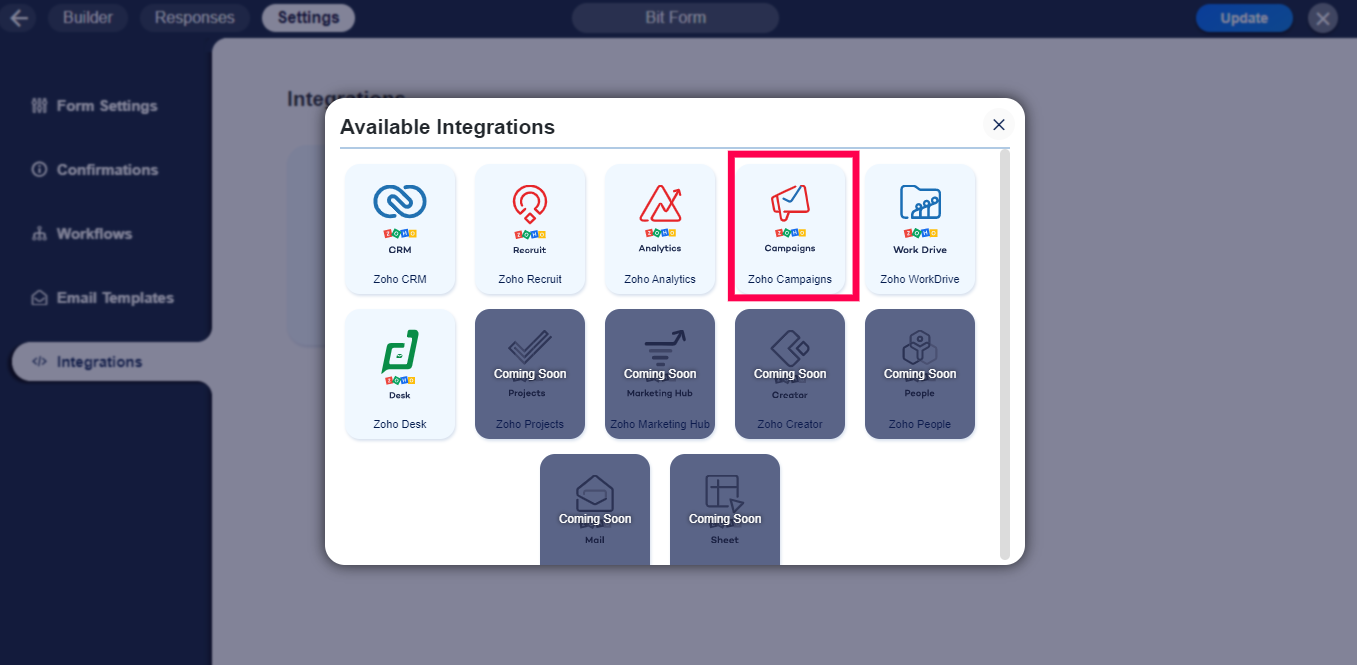 Builder
Responses
Settings
Bit Form
Update
Form Settings
Confirmations
Workflows
Email Templates
Integrations
Integrations
Available Integrations
ZOHO
CRM
Zoho CRM
ZOHO
Recruit
Zoho Recruit
ZOHO
Analytics
Zoho Analytics
ZOHO
Campaigns
Zoho Campaigns
ZOHO
Work Drive
Zoho WorkDrive
ZOHO
Desk
Zoho Desk
Coming Soon
Projects
Zoho Projects
Coming Soon
Marketing Hub
Zoho Marketing Hub
Coming Soon
Creator
Zoho Creator
Coming Soon
People
Zoho People
Coming Soon
Mail
Coming Soon
Sheet